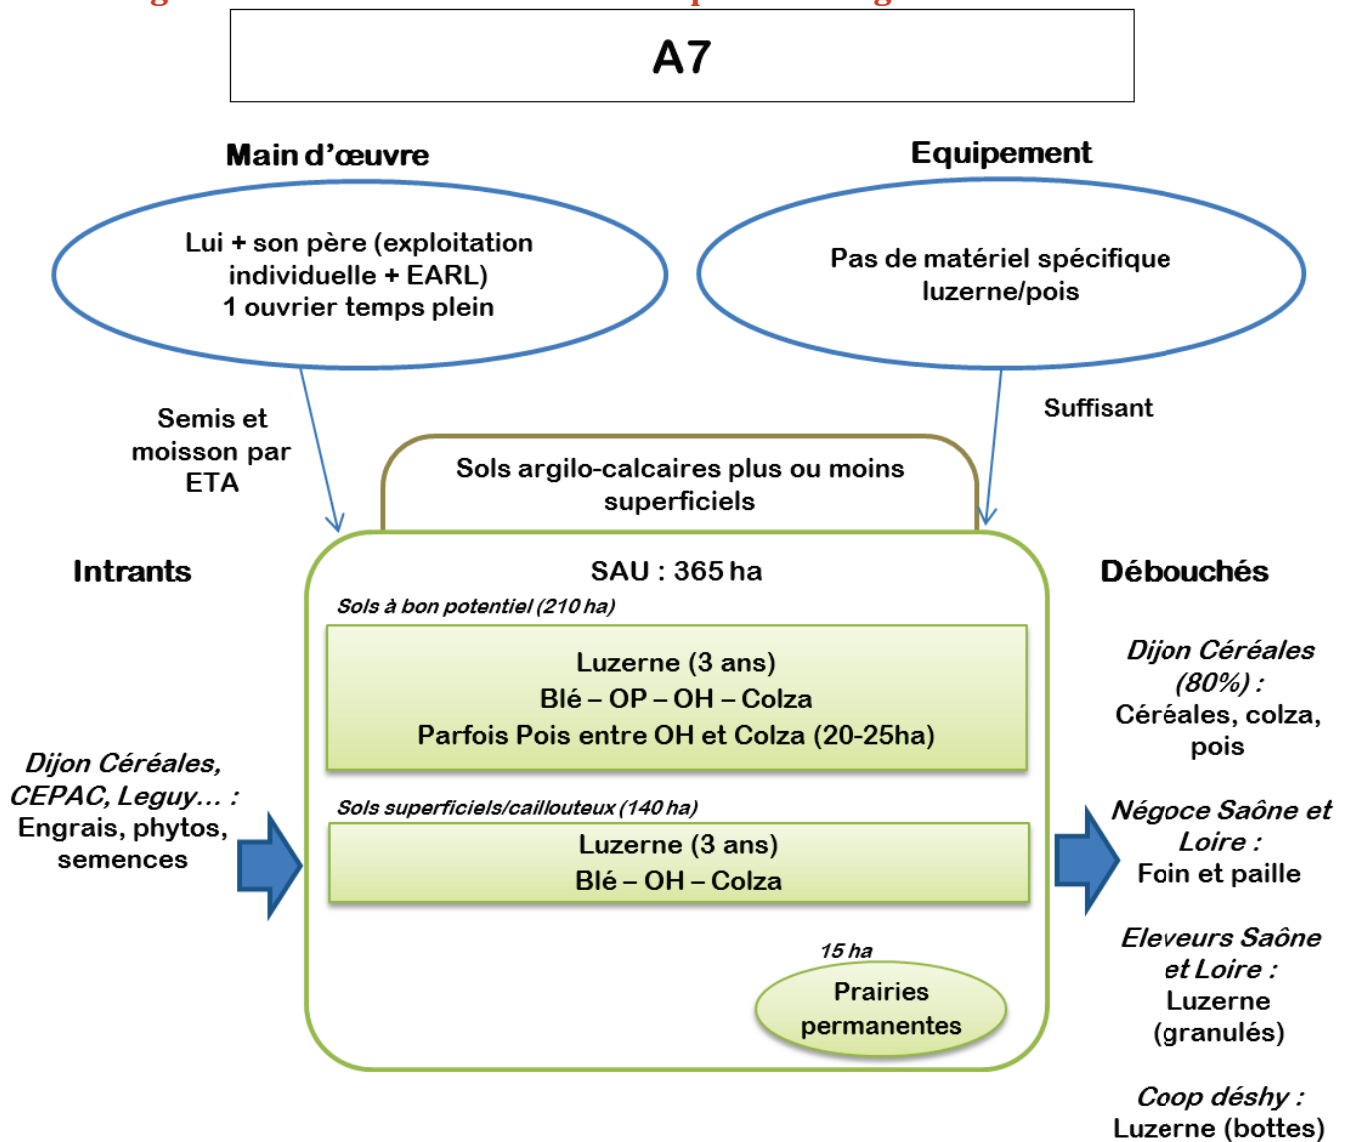 A7
Main d'œuvre
Equipement
Lui + son père (exploitation
individuelle + EARL)
1 ouvrier temps plein
Pas de matériel spécifique
luzerne/pois
Semis et
moisson par
ETA
Suffisant
Sols argilo-calcaires plus ou moins
superficiels
Intrants
SAU : 365 ha
Débouchés
Sols à bon potentiel (210 ha)
Luzerne (3 ans)
Blé – OP – OH – Colza
Parfois Pois entre OH et Colza (20-25ha)
Dijon Céréales,
CEPAC, Leguy... :
Engrais, phytos,
semences
Sols superficiels/caillouteux (140 ha)
Luzerne (3 ans)
Blé – OH – Colza
15 ha
Prairies
permanentes
Dijon Céréales
(80%) :
Céréales, colza,
pois
Négoce Saône et
Loire :
Foin et paille
Eleveurs Saône
et Loire :
Luzerne
(granulés)
Coop déshy :
Luzerne (bottes)